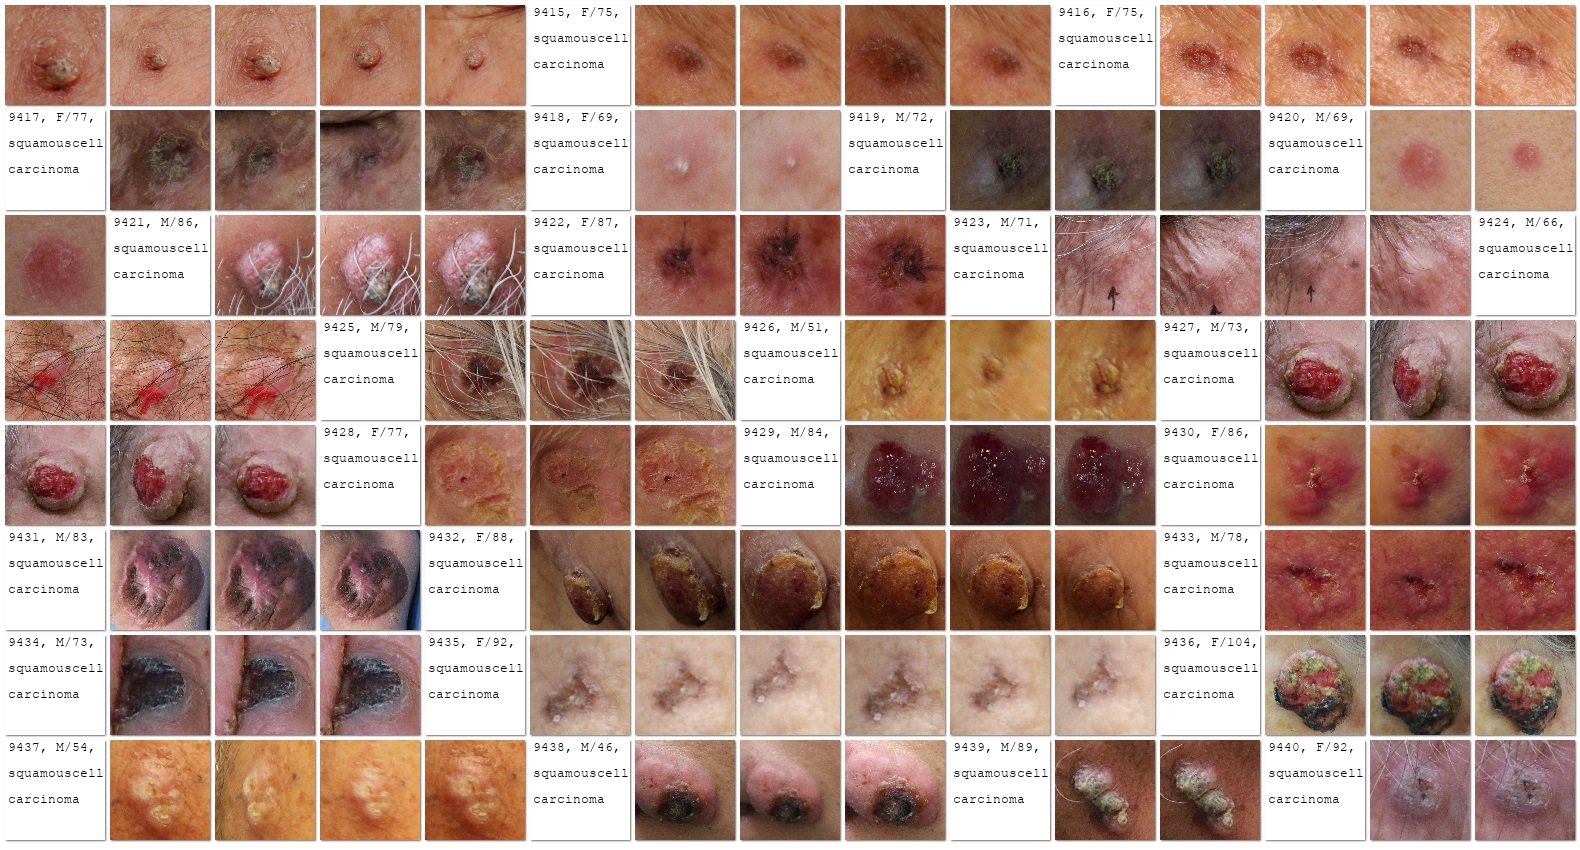 9415, F/75,
squamouscell
carcinoma
9416, F/75,
squamouscell
carcinoma
9417, F/77,
squamouscell
carcinoma
9418, F/69,
squamouscell
carcinoma
9419, M/72,
squamouscell
carcinoma
9420, M/69,
squamouscell
carcinoma
9421, M/86,
squamouscell
carcinoma
9422, F/87,
squamouscell
carcinoma
9423, M/71,
squamouscell
carcinoma
9424, M/66,
squamouscell
carcinoma
9425, M/79,
squamouscell
carcinoma
9426, M/51,
squamouscell
carcinoma
9427, M/73,
squamouscell
carcinoma
9428, F/77,
squamouscell
carcinoma
9429, M/84,
squamouscell
carcinoma
9430, F/86,
squamouscell
carcinoma
9431, M/83,
squamouscell
carcinoma
9432, F/88,
squamouscell
carcinoma
9433, M/78,
squamouscell
carcinoma
9434, M/73,
squamouscell
carcinoma
9435, F/92,
squamouscell
carcinoma
9436, F/104,
squamouscell
carcinoma
9437, M/54,
squamouscell
carcinoma
9438, M/46,
squamouscell
carcinoma
9439, M/89,
squamouscell
carcinoma
9440, F/92,
squamouscell
carcinoma